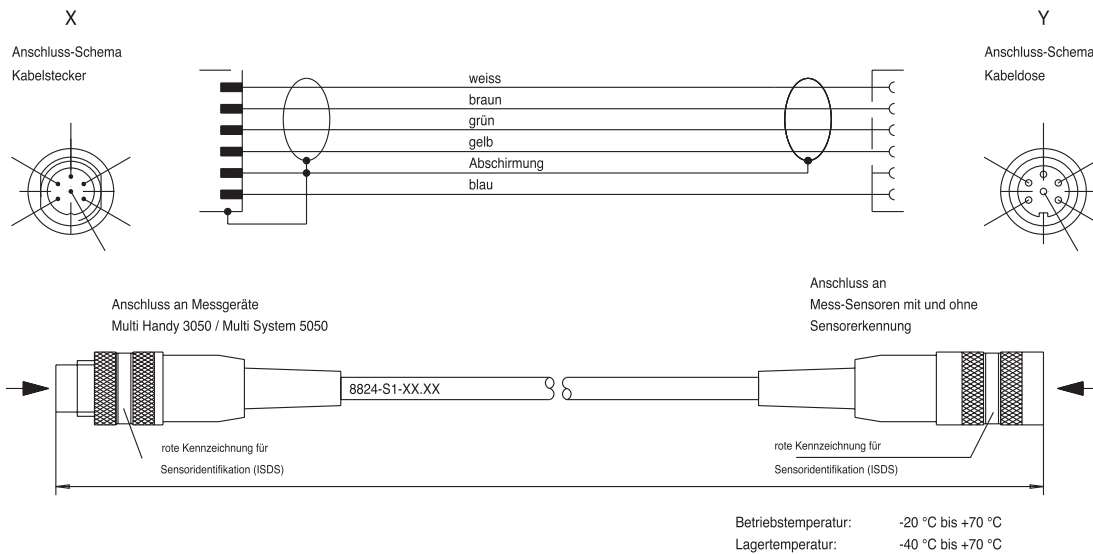 X
Anschluss-Schema
Kabelstecker
weiss
braun
grün
gelb
Abschirmung
blau
Y
Anschluss-Schema
Kabeldose
Anschluss an Messgeräte
Multi Handy 3050 / Multi System 5050
Anschluss an
Mess-Sensoren mit und ohne
Sensorerkennung
8824-S1-XX.XX
rote Kennzeichnung für
Sensoridentifikation (ISDS)
rote Kennzeichnung für
Sensoridentifikation (ISDS)
Betriebstemperatur: -20 °C bis +70 °C
Lagertemperatur: -40 °C bis +70 °C